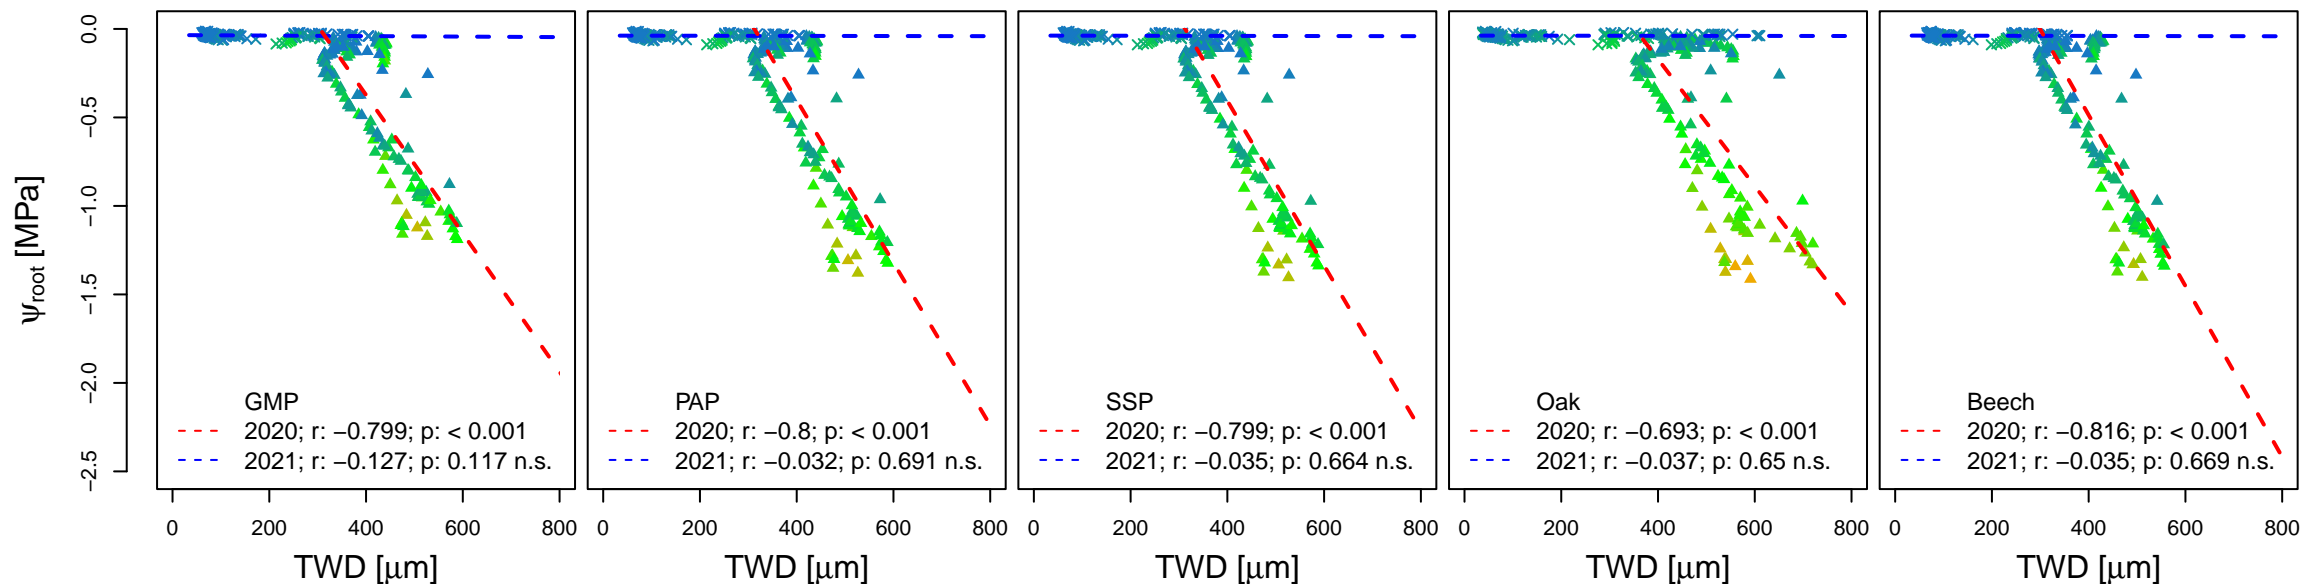 ψroot [MPa]
0.0
−0.5
−1.0
−1.5
−2.0
−2.5
GMP
2020; r: −0.799; p: < 0.001
2021; r: −0.127; p: 0.117 n.s.
0 200 400 600 800
TWD [μm]
PAP
2020; r: −0.8; p: < 0.001
2021; r: −0.032; p: 0.691 n.s.
0 200 400 600 800
TWD [μm]
SSP
2020; r: −0.799; p: < 0.001
2021; r: −0.035; p: 0.664 n.s.
0 200 400 600 800
TWD [μm]
Oak
2020; r: −0.693; p: < 0.001
2021; r: −0.037; p: 0.65 n.s.
0 200 400 600 800
TWD [μm]
Beech
2020; r: −0.816; p: < 0.001
2021; r: −0.035; p: 0.669 n.s.
0 200 400 600 800
TWD [μm]